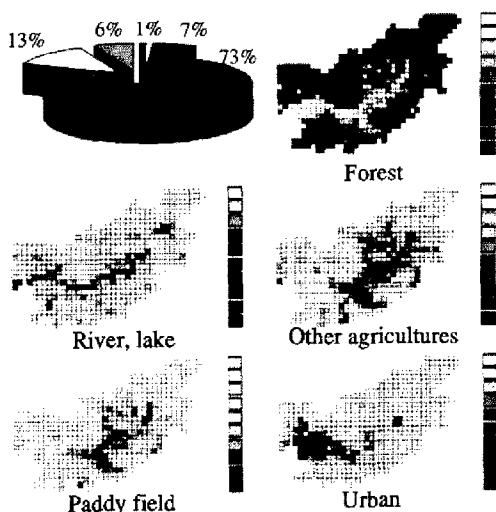 13%
6%
1%
7%
73%
Forest
River, lake
Other agricultures
Paddy field
Urban